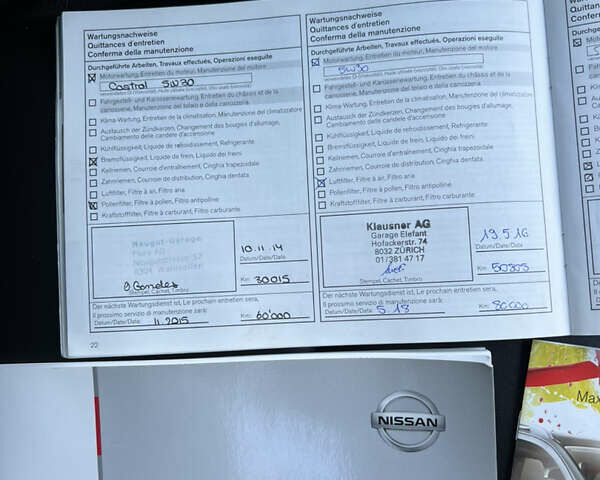 Wartungsnachweise
Quittances d'entretien
Conferma della manutenzione
Durchgeführte Arbeiten, Travaux effectués, Operazioni eseguite
Motorwartung, Entretien du moteur, Manutenzione del motore
Castrol 5W30
Fahrgestell- und Karosseriewartung, Entretien du châssis et de la
carrosserie, Manutenzione del telaio e della carrozzeria
Klima-Wartung, Entretien de la climatisation, Manutenzione del climatizzatore
Austausch der Zündkerzen, Changement des bougies d'allumage,
Cambiamento delle candele d'accensione
Kühlflüssigkeit, Liquide de refroidissement, Refrigerante
Bremsflüssigkeit, Liquide de frein, Liquido dei freni
Keilriemen, Courroie d'entraînement, Cinghia trapezoidale
Zahnriemen, Courroie de distribution, Cinghia dentata
Luftfilter, Filtre à air, Filtro aria
Pollenfilter, Filtre à pollen, Filtro antipolline
Kraftstofffilter, Filtre à carburant, Filtro carburante
10.11.14
Datum/Date/Data:
Km: 30015
Stempel, Cachet, Timbro
Der nächste Wartungsdienst ist, Le prochain entretien sera,
Il prossimo servizio di manutenzione sarà:
Datum/Date/Data: 11.2015 Km: 60'000
22
Wartungsnachweise
Quittances d'entretien
Conferma della manutenzione
Durchgeführte Arbeiten, Travaux effectués, Operazioni eseguite
Motorwartung, Entretien du moteur, Manutenzione del motore
5W30
Fahrgestell- und Karosseriewartung, Entretien du châssis et de la
carrosserie, Manutenzione del telaio e della carrozzeria
Klima-Wartung, Entretien de la climatisation, Manutenzione del climatizzatore
Austausch der Zündkerzen, Changement des bougies d'allumage,
Cambiamento delle candele d'accensione
Kühlflüssigkeit, Liquide de refroidissement, Refrigerante
Bremsflüssigkeit, Liquide de frein, Liquido dei freni
Keilriemen, Courroie d'entraînement, Cinghia trapezoidale
Zahnriemen, Courroie de distribution, Cinghia dentata
Luftfilter, Filtre à air, Filtro aria
Pollenfilter, Filtre à pollen, Filtro antipolline
Kraftstofffilter, Filtre à carburant, Filtro carburante
Klausner AG
Garage Elefant
Hofackerstr. 74
8032 ZÜRICH
01/381 47 17
Stempel, Cachet, Timbro
19.5.16
Datum/Date/Data:
Km:
Der nächste Wartungsdienst ist, Le prochain entretien sera,
Il prossimo servizio di manutenzione sarà:
Datum/Date/Data: 5.18 Km: 80000
NISSAN
Max